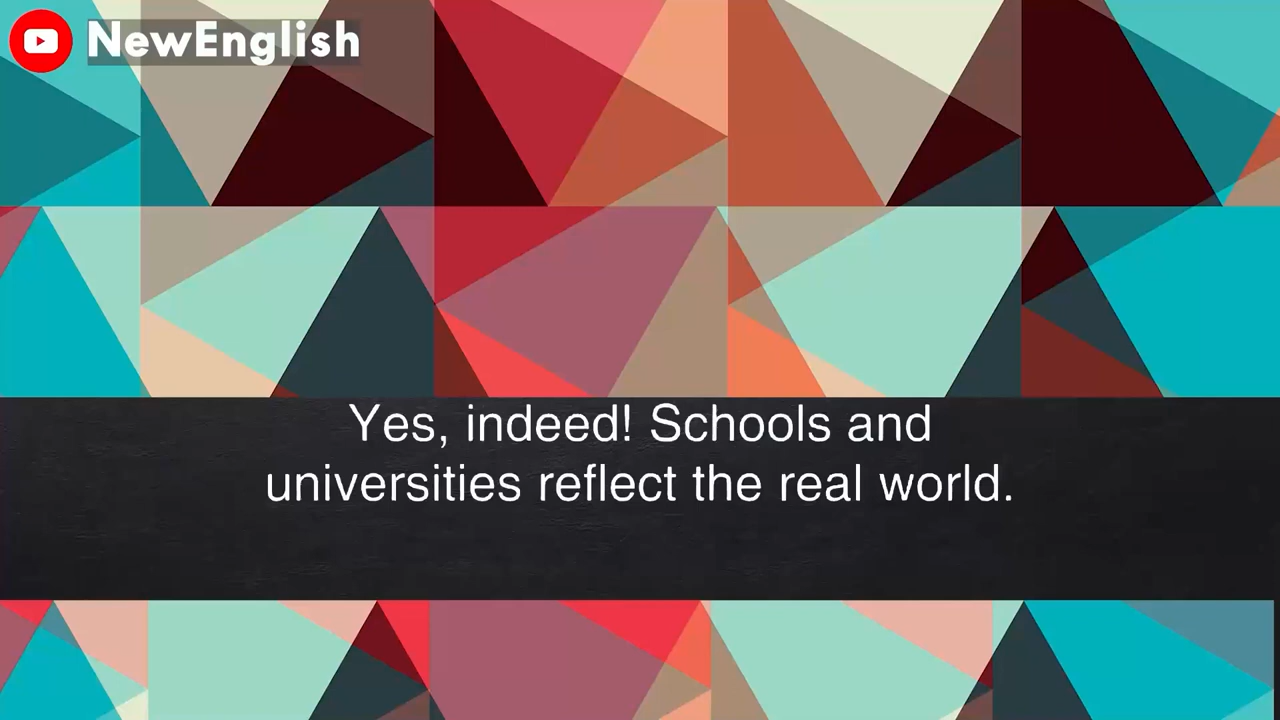 NewEnglish
Yes, indeed! Schools and
universities reflect the real world.